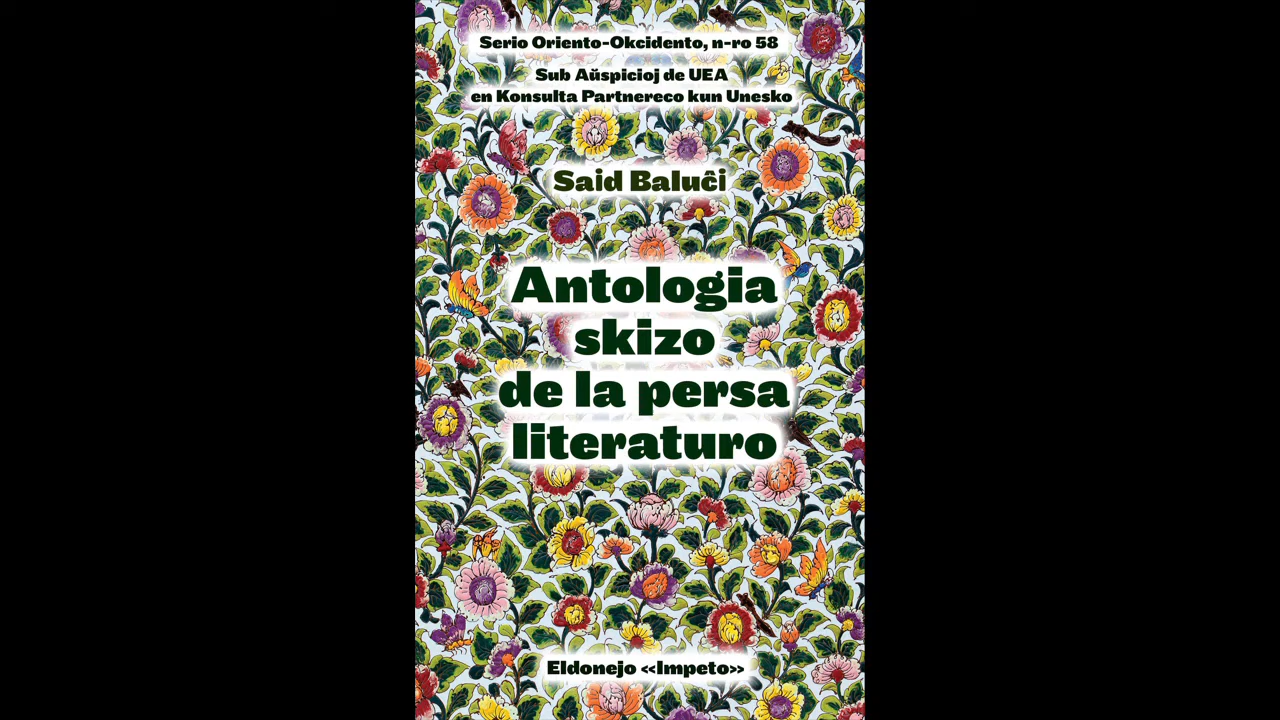 Serio Oriento-Okcidento, n-ro 58
Sub Aŭspicioj de UEA
en Konsulta Partnereco kun Unesko
Said Baluĉi
Antologia
skizo
de la persa
literaturo
Eldonejo «Impeto»